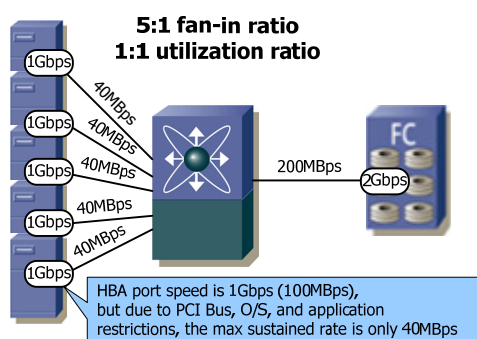 5:1 fan-in ratio
1:1 utilization ratio
1Gbps
40MBps
1Gbps
40MBps
1Gbps
40MBps
1Gbps
40MBps
1Gbps
40MBps
200MBps
FC
2Gbps
HBA port speed is 1Gbps (100MBps),
but due to PCI Bus, O/S, and application
restrictions, the max sustained rate is only 40MBps